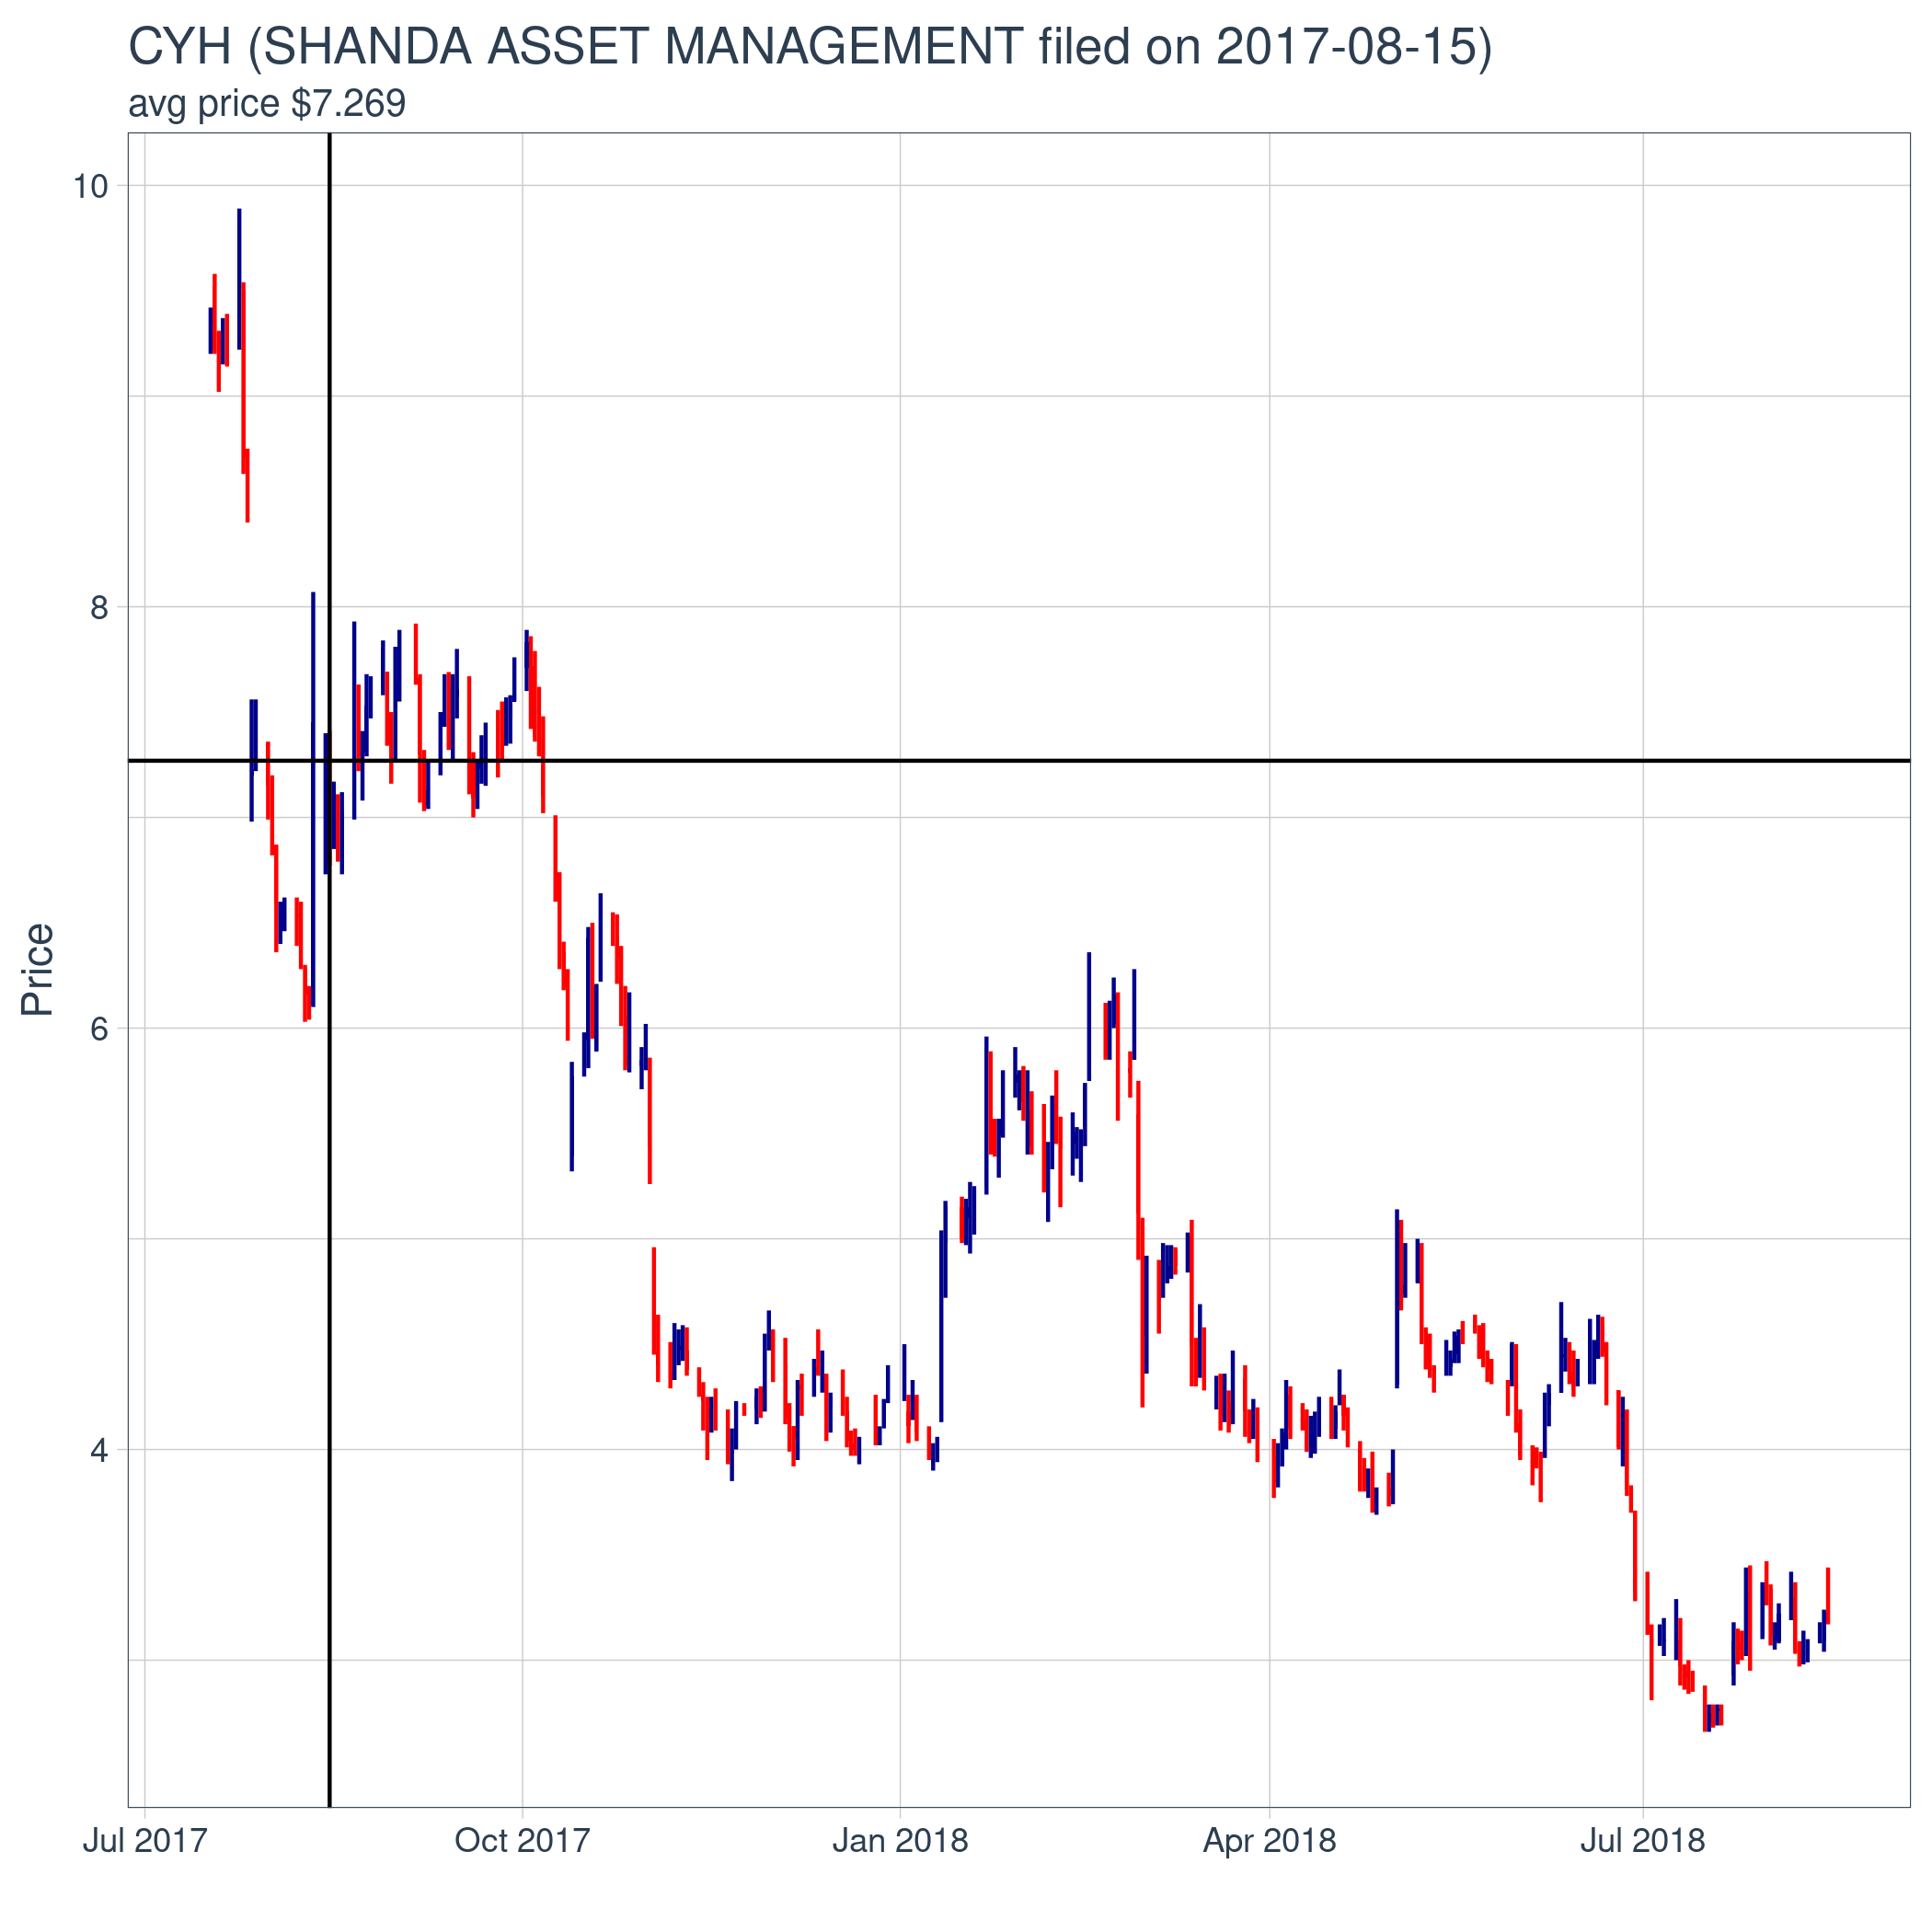 CYH (SHANDA ASSET MANAGEMENT filed on 2017-08-15)
avg price $7.269
10
8
6
4
Price
Jul 2017
Oct 2017
Jan 2018
Apr 2018
Jul 2018